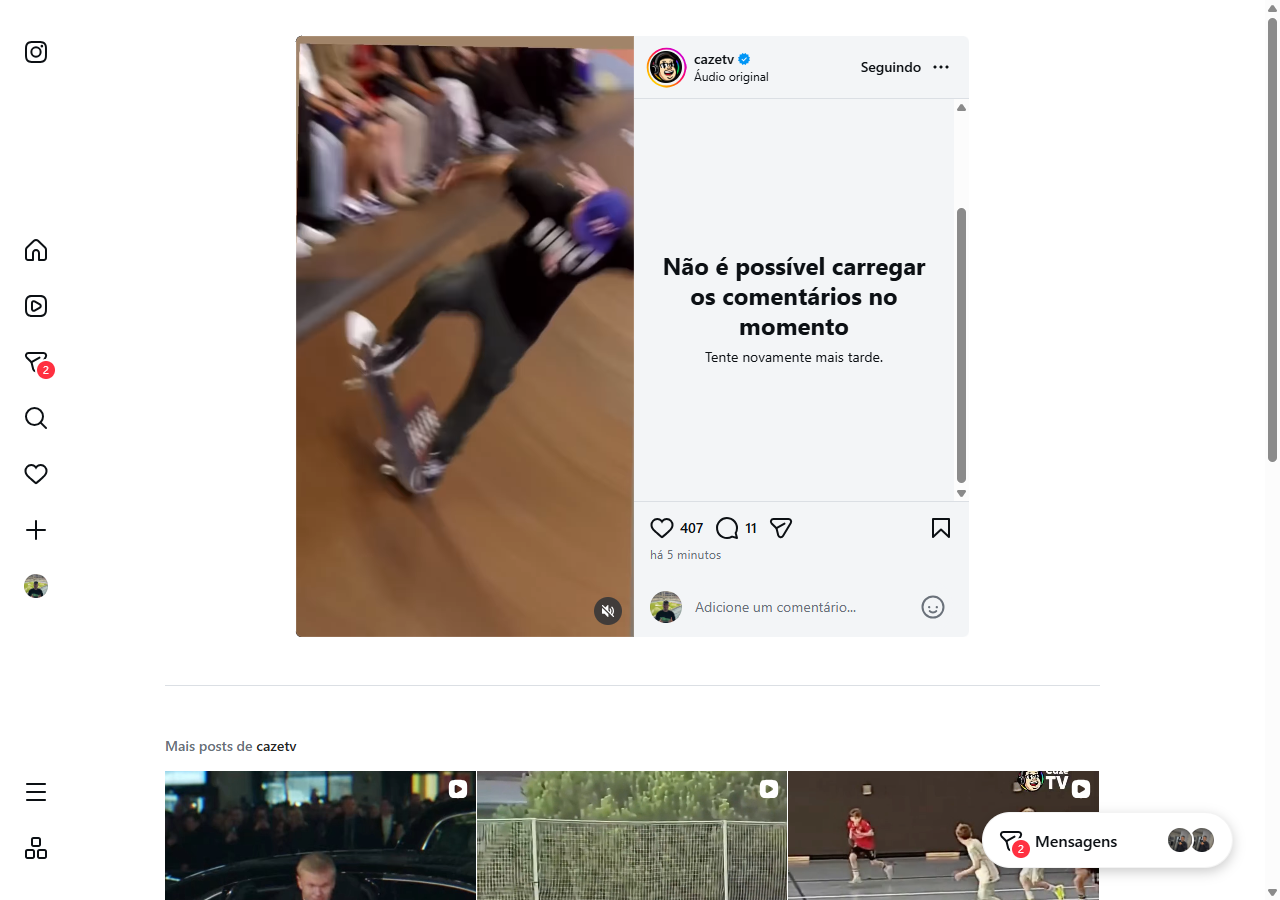 cazetv
Áudio original
Seguindo
Não é possível carregar
os comentários no
momento
Tente novamente mais tarde.
2
407
11
há 5 minutos
Adicione um comentário...
Mais posts de cazetv
TV
2
Mensagens